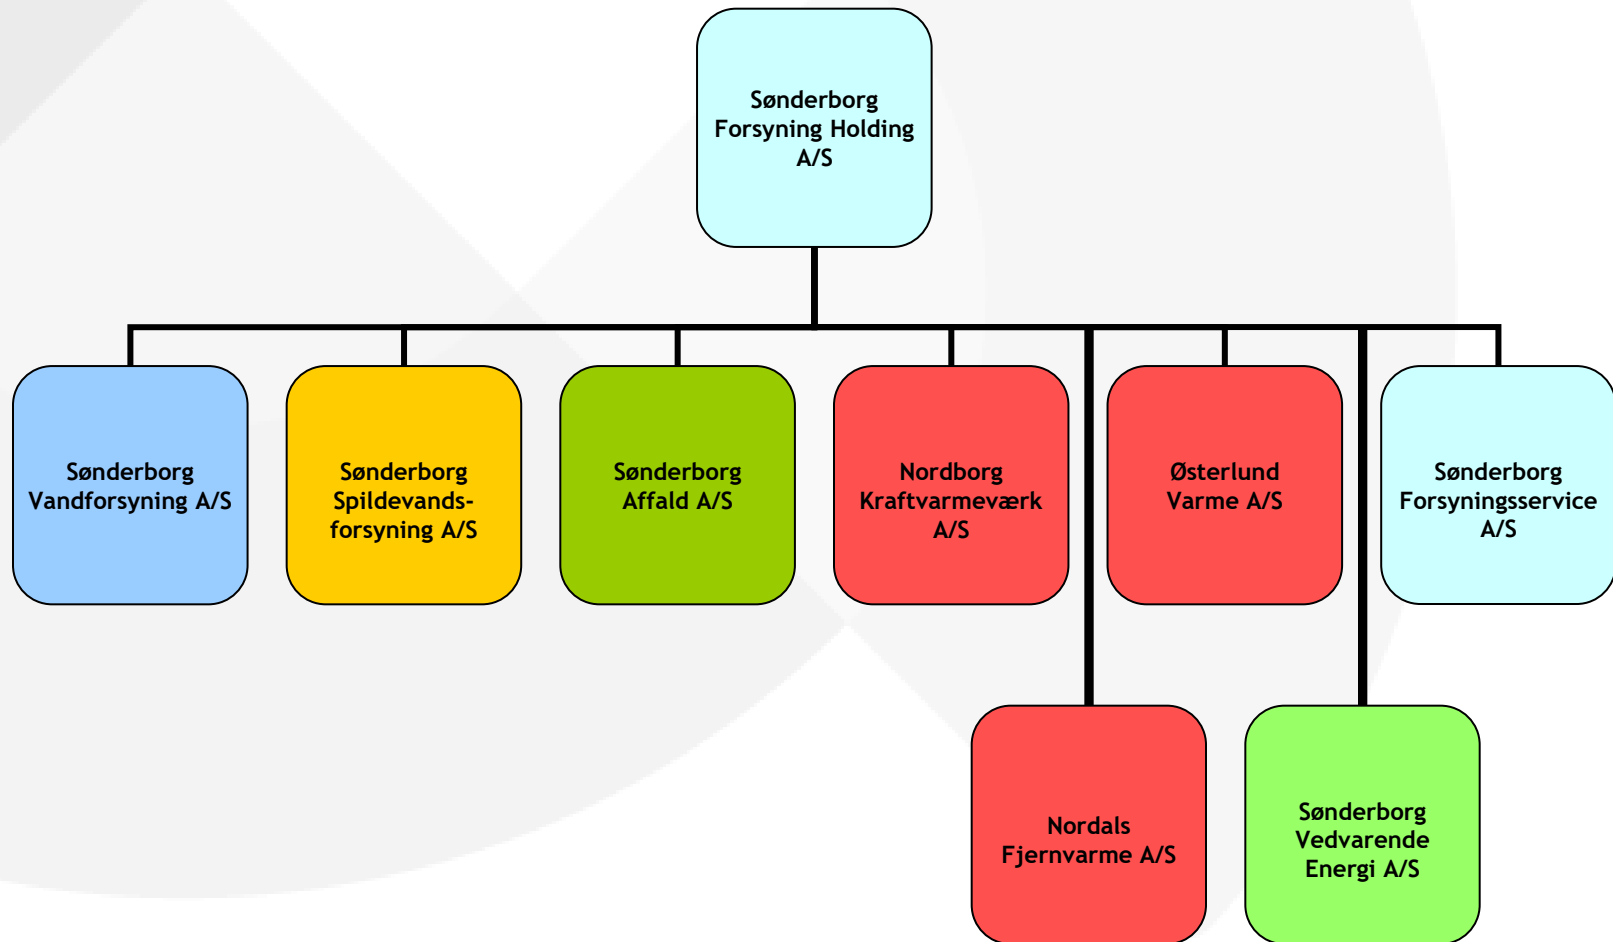 Sønderborg
Forsyning Holding
A/S
Sønderborg
Vandforsyning A/S
Sønderborg
Spildevands-
forsyning A/S
Sønderborg
Affald A/S
Nordborg
Kraftvarmeværk
A/S
Østerlund
Varme A/S
Sønderborg
Forsyningsservice
A/S
Nordals
Fjernvarme A/S
Sønderborg
Vedvarende
Energi A/S